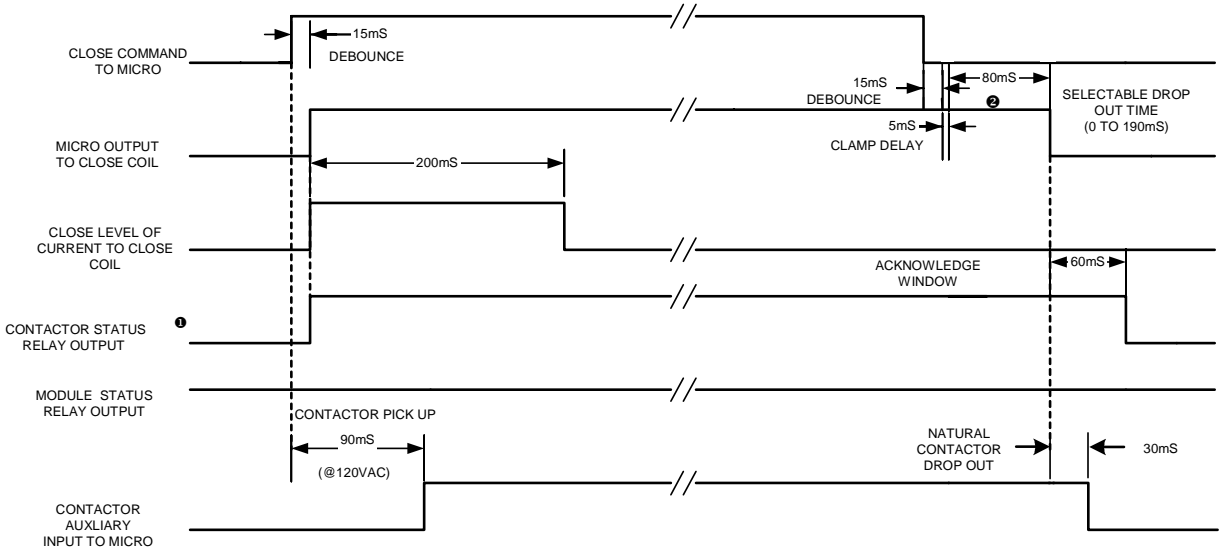 CLOSE COMMAND
TO MICRO
15mS
DEBOUNCE
15mS
DEBOUNCE
80mS
❷
SELECTABLE DROP
OUT TIME
(0 TO 190mS)
5mS
CLAMP DELAY
MICRO OUTPUT
TO CLOSE COIL
200mS
CLOSE LEVEL OF
CURRENT TO CLOSE
COIL
ACKNOWLEDGE
WINDOW
60mS
CONTACTOR STATUS
RELAY OUTPUT
❶
MODULE STATUS
RELAY OUTPUT
CONTACTOR PICK UP
90mS
(@120VAC)
NATURAL
CONTACTOR
DROP OUT
30mS
CONTACTOR
AUXLIARY
INPUT TO MICRO